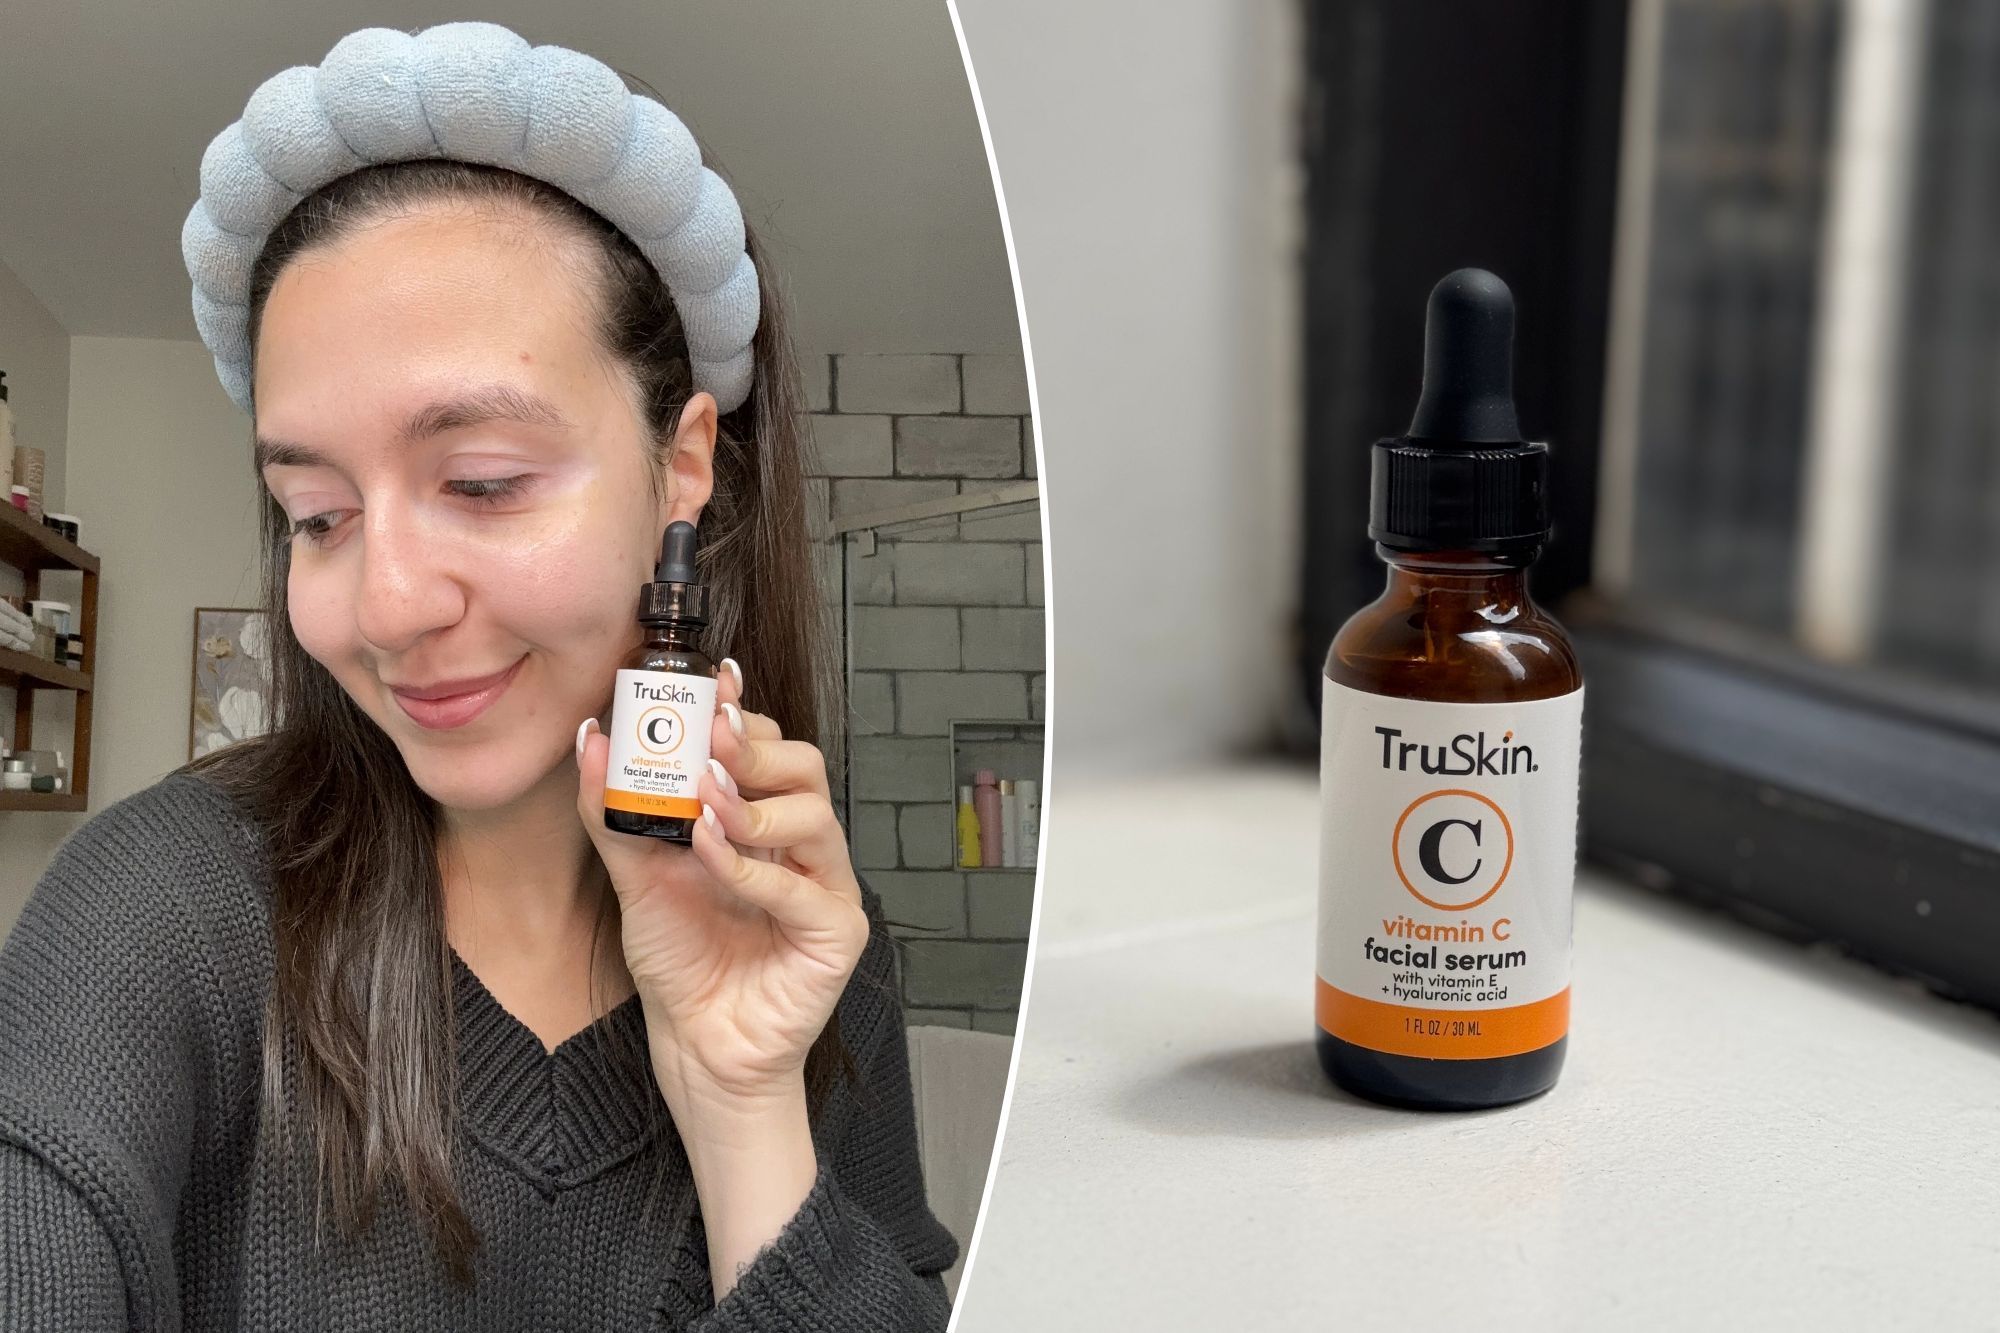 TruSkin®
C
vitamin C
facial serum
with vitamin E
+ hyaluronic acid
1 FL OZ / 30 ML
TruSkin®
C
vitamin C
facial serum
with vitamin E
+ hyaluronic acid
1 FL OZ / 30 ML